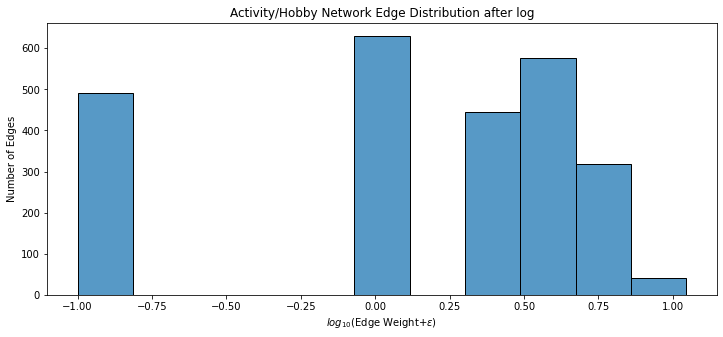 Activity/Hobby Network Edge Distribution after log
600
500
400
300
200
100
0
Number of Edges
−1.00 −0.75 −0.50 −0.25 0.00 0.25 0.50 0.75 1.00
log₁₀(Edge Weight+ε)